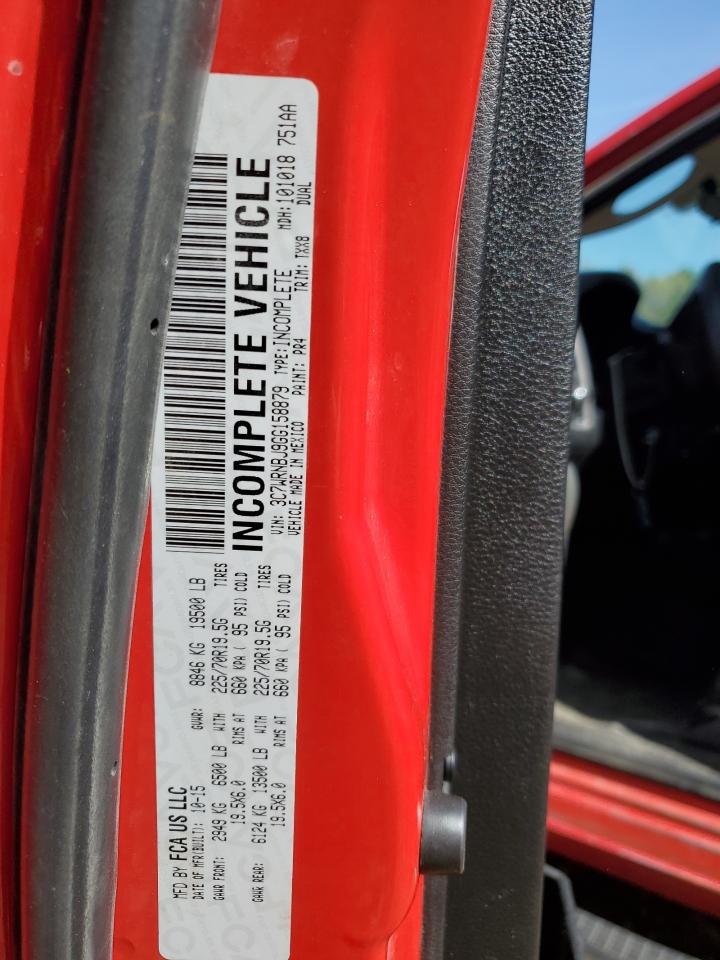 MFD BY FCA US LLC
DATE OF MFR(BUILT): 10-15 GVWR: 8846 KG 19500 LB
GAWR FRONT: 2949 KG 6500 LB WITH 225/70R19.5G TIRES
19.5X6.0 RIMS AT 660 KPA ( 95 PSI) COLD
GAWR REAR: 6124 KG 13500 LB WITH 225/70R19.5G TIRES
19.5X6.0 RIMS AT 660 KPA ( 95 PSI) COLD
INCOMPLETE VEHICLE
VIN: 3C7WRNBJ9GG158879 TYPE:INCOMPLETE MDH:101018 751AA
VEHICLE MADE IN MEXICO PAINT: PR4 TRIM: TXX8 DUAL